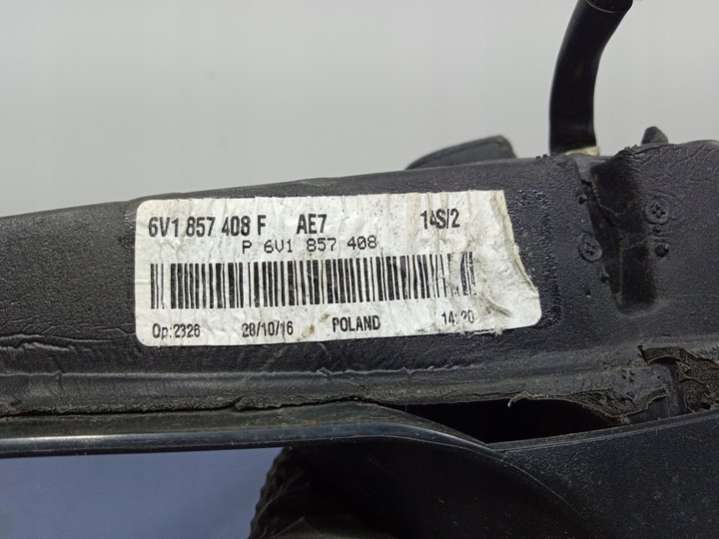 6V1 857 408 F AE7 14S/2
P 6V1 857 408
Op:2326 28/10/16 POLAND 14:20